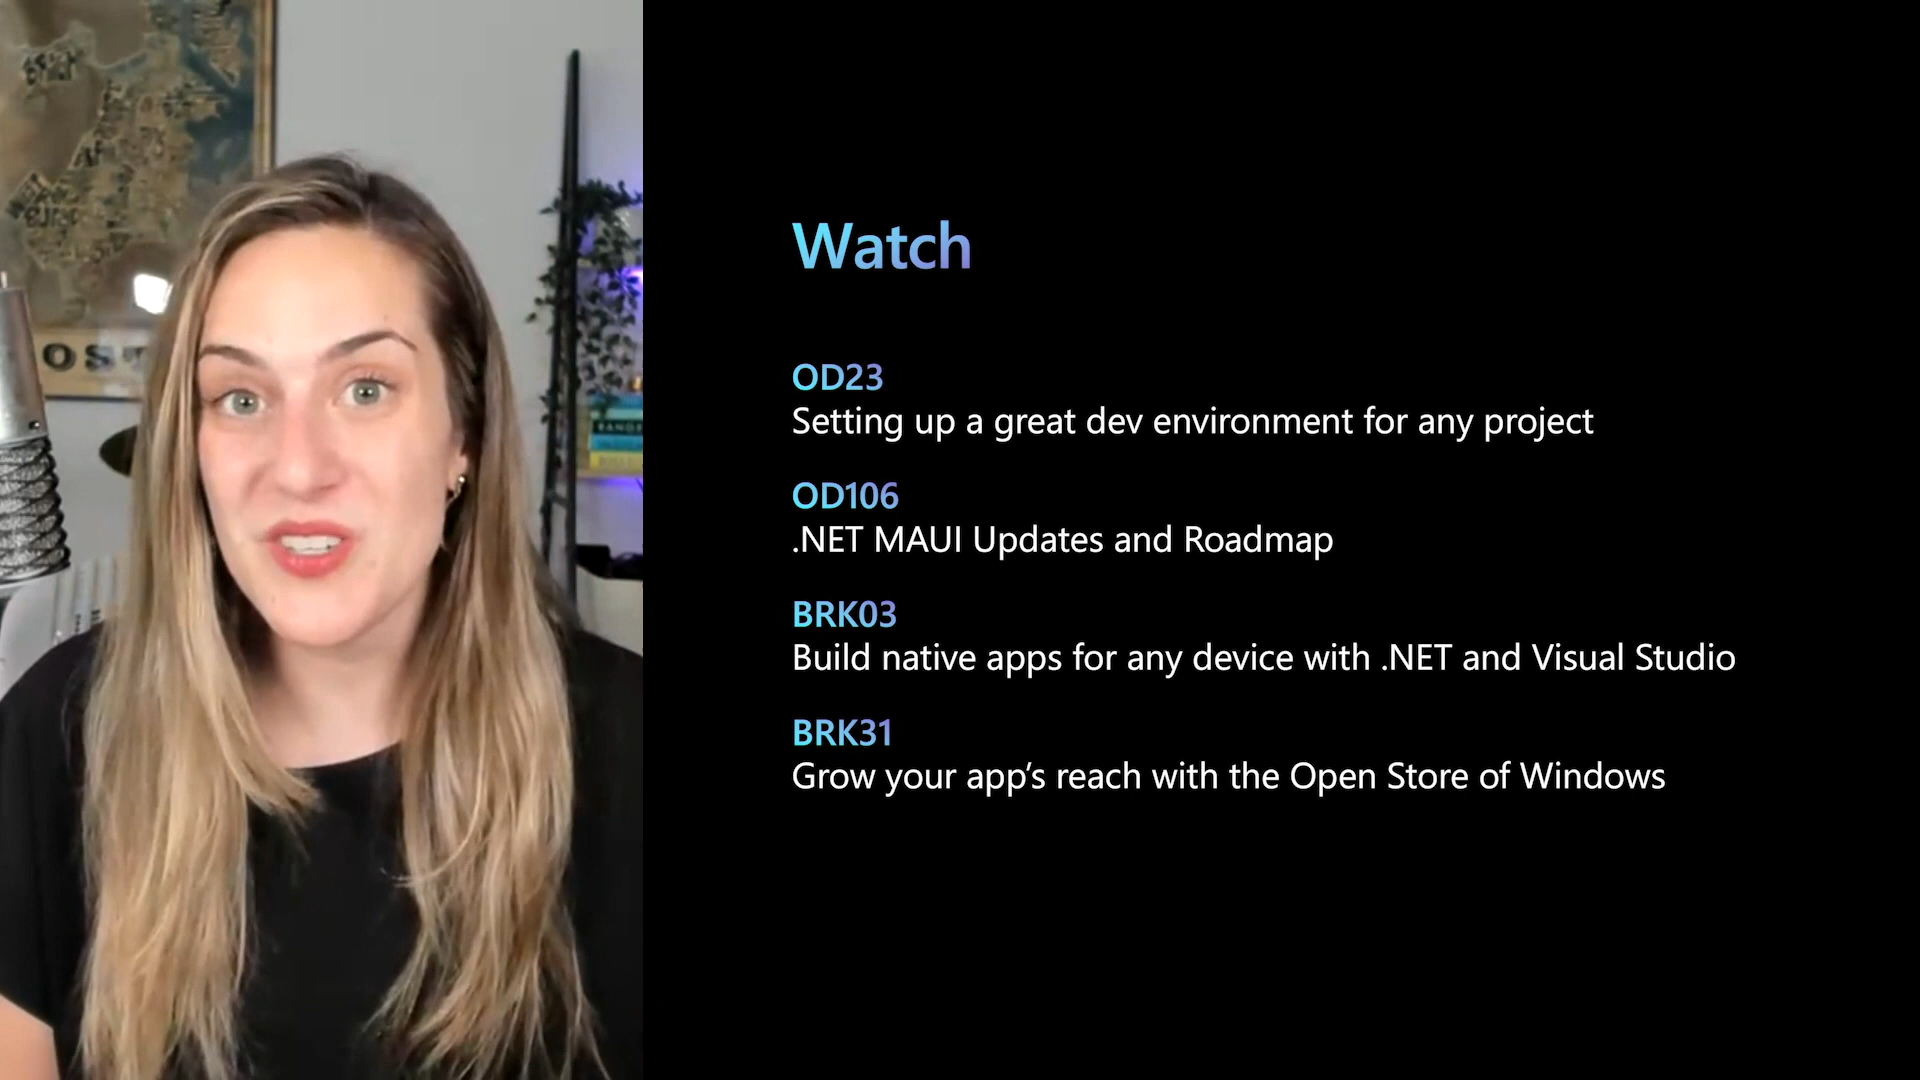 Watch
OD23
Setting up a great dev environment for any project
OD106
.NET MAUI Updates and Roadmap
BRK03
Build native apps for any device with .NET and Visual Studio
BRK31
Grow your app's reach with the Open Store of Windows